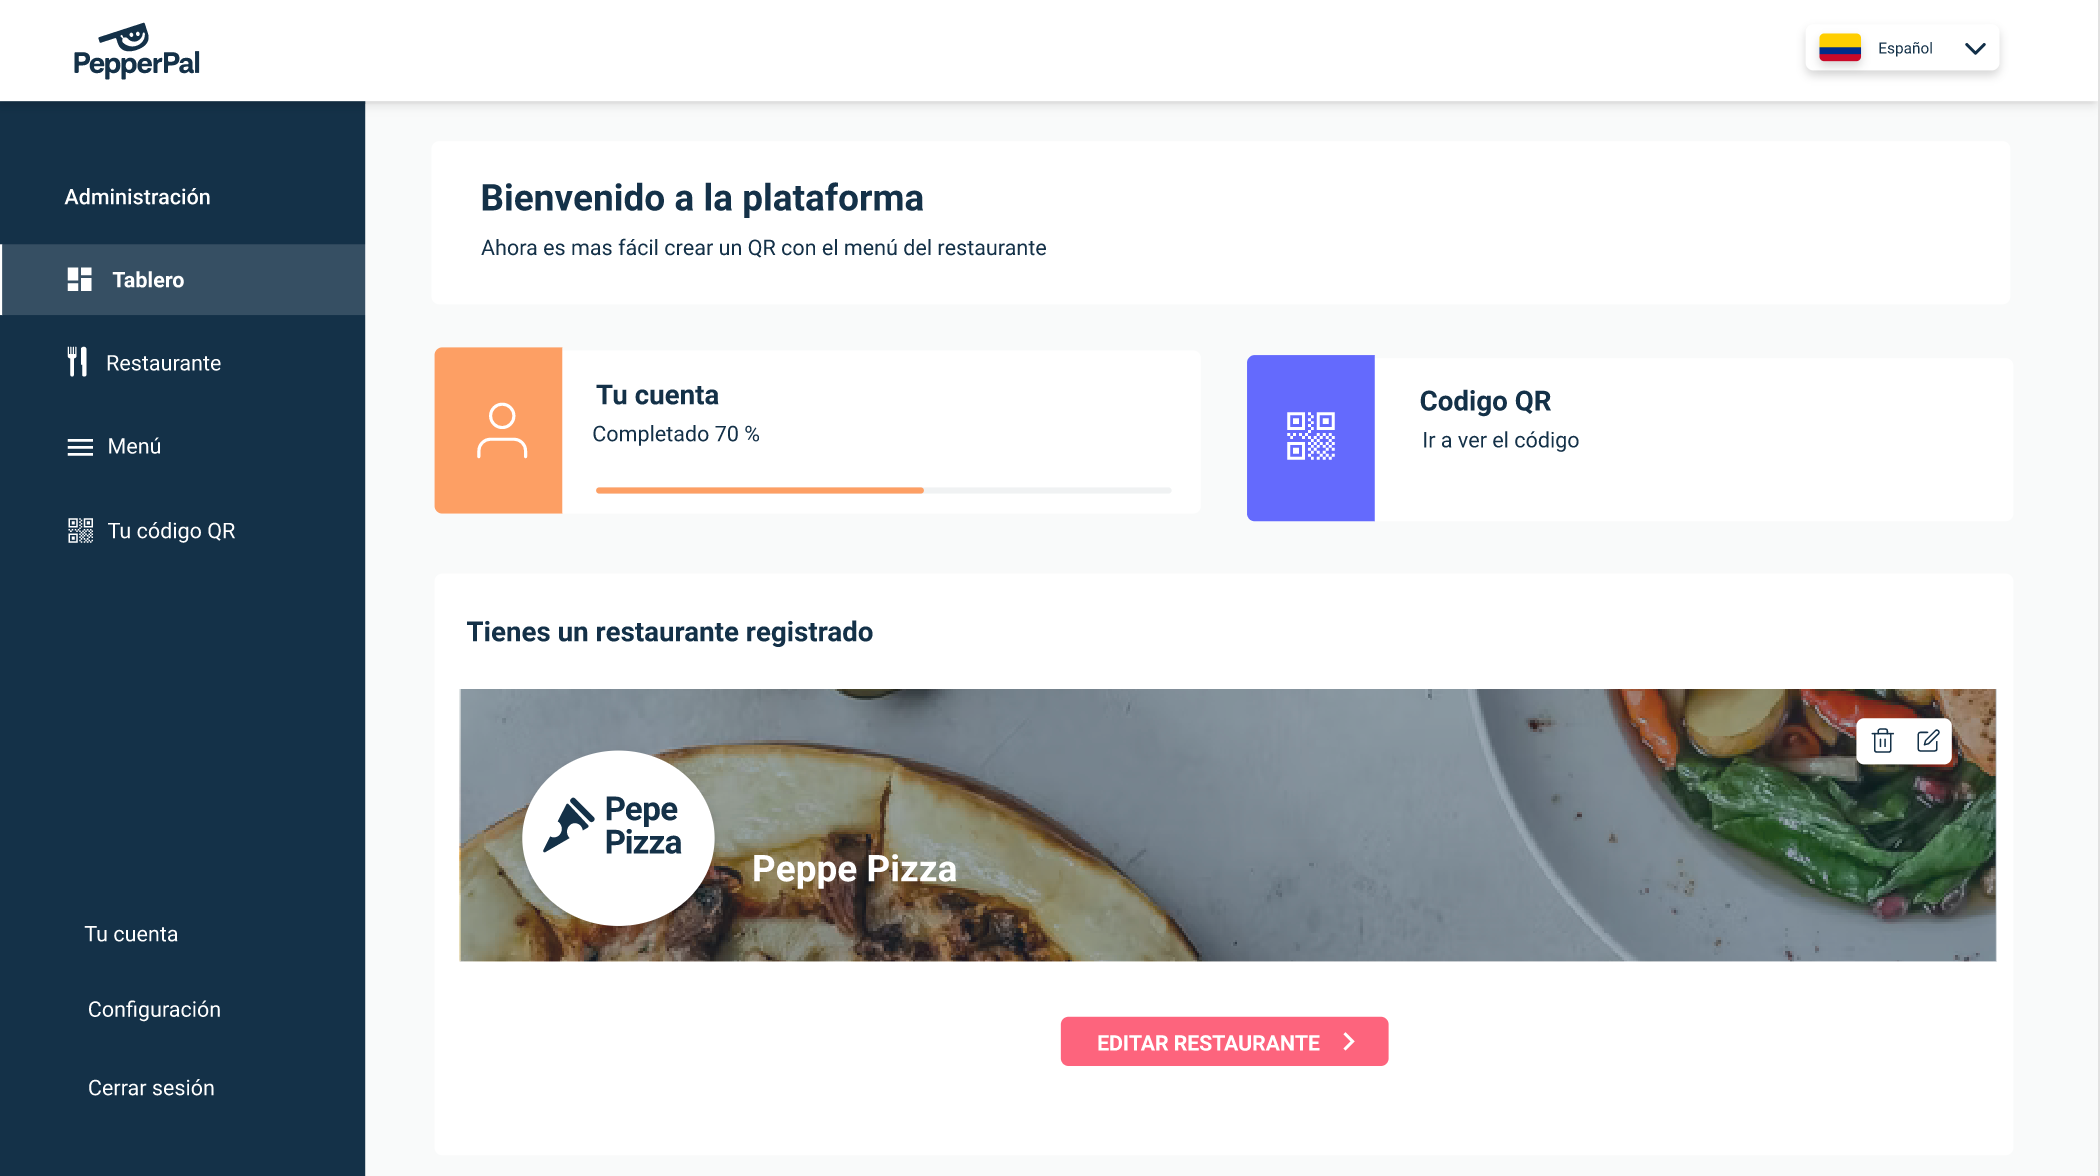 PepperPal
Español
Administración
Tablero
Restaurante
Menú
Tu código QR
Tu cuenta
Configuración
Cerrar sesión
Bienvenido a la plataforma
Ahora es mas fácil crear un QR con el menú del restaurante
Tu cuenta
Completado 70 %
Codigo QR
Ir a ver el código
Tienes un restaurante registrado
Pepe
Pizza
Peppe Pizza
EDITAR RESTAURANTE